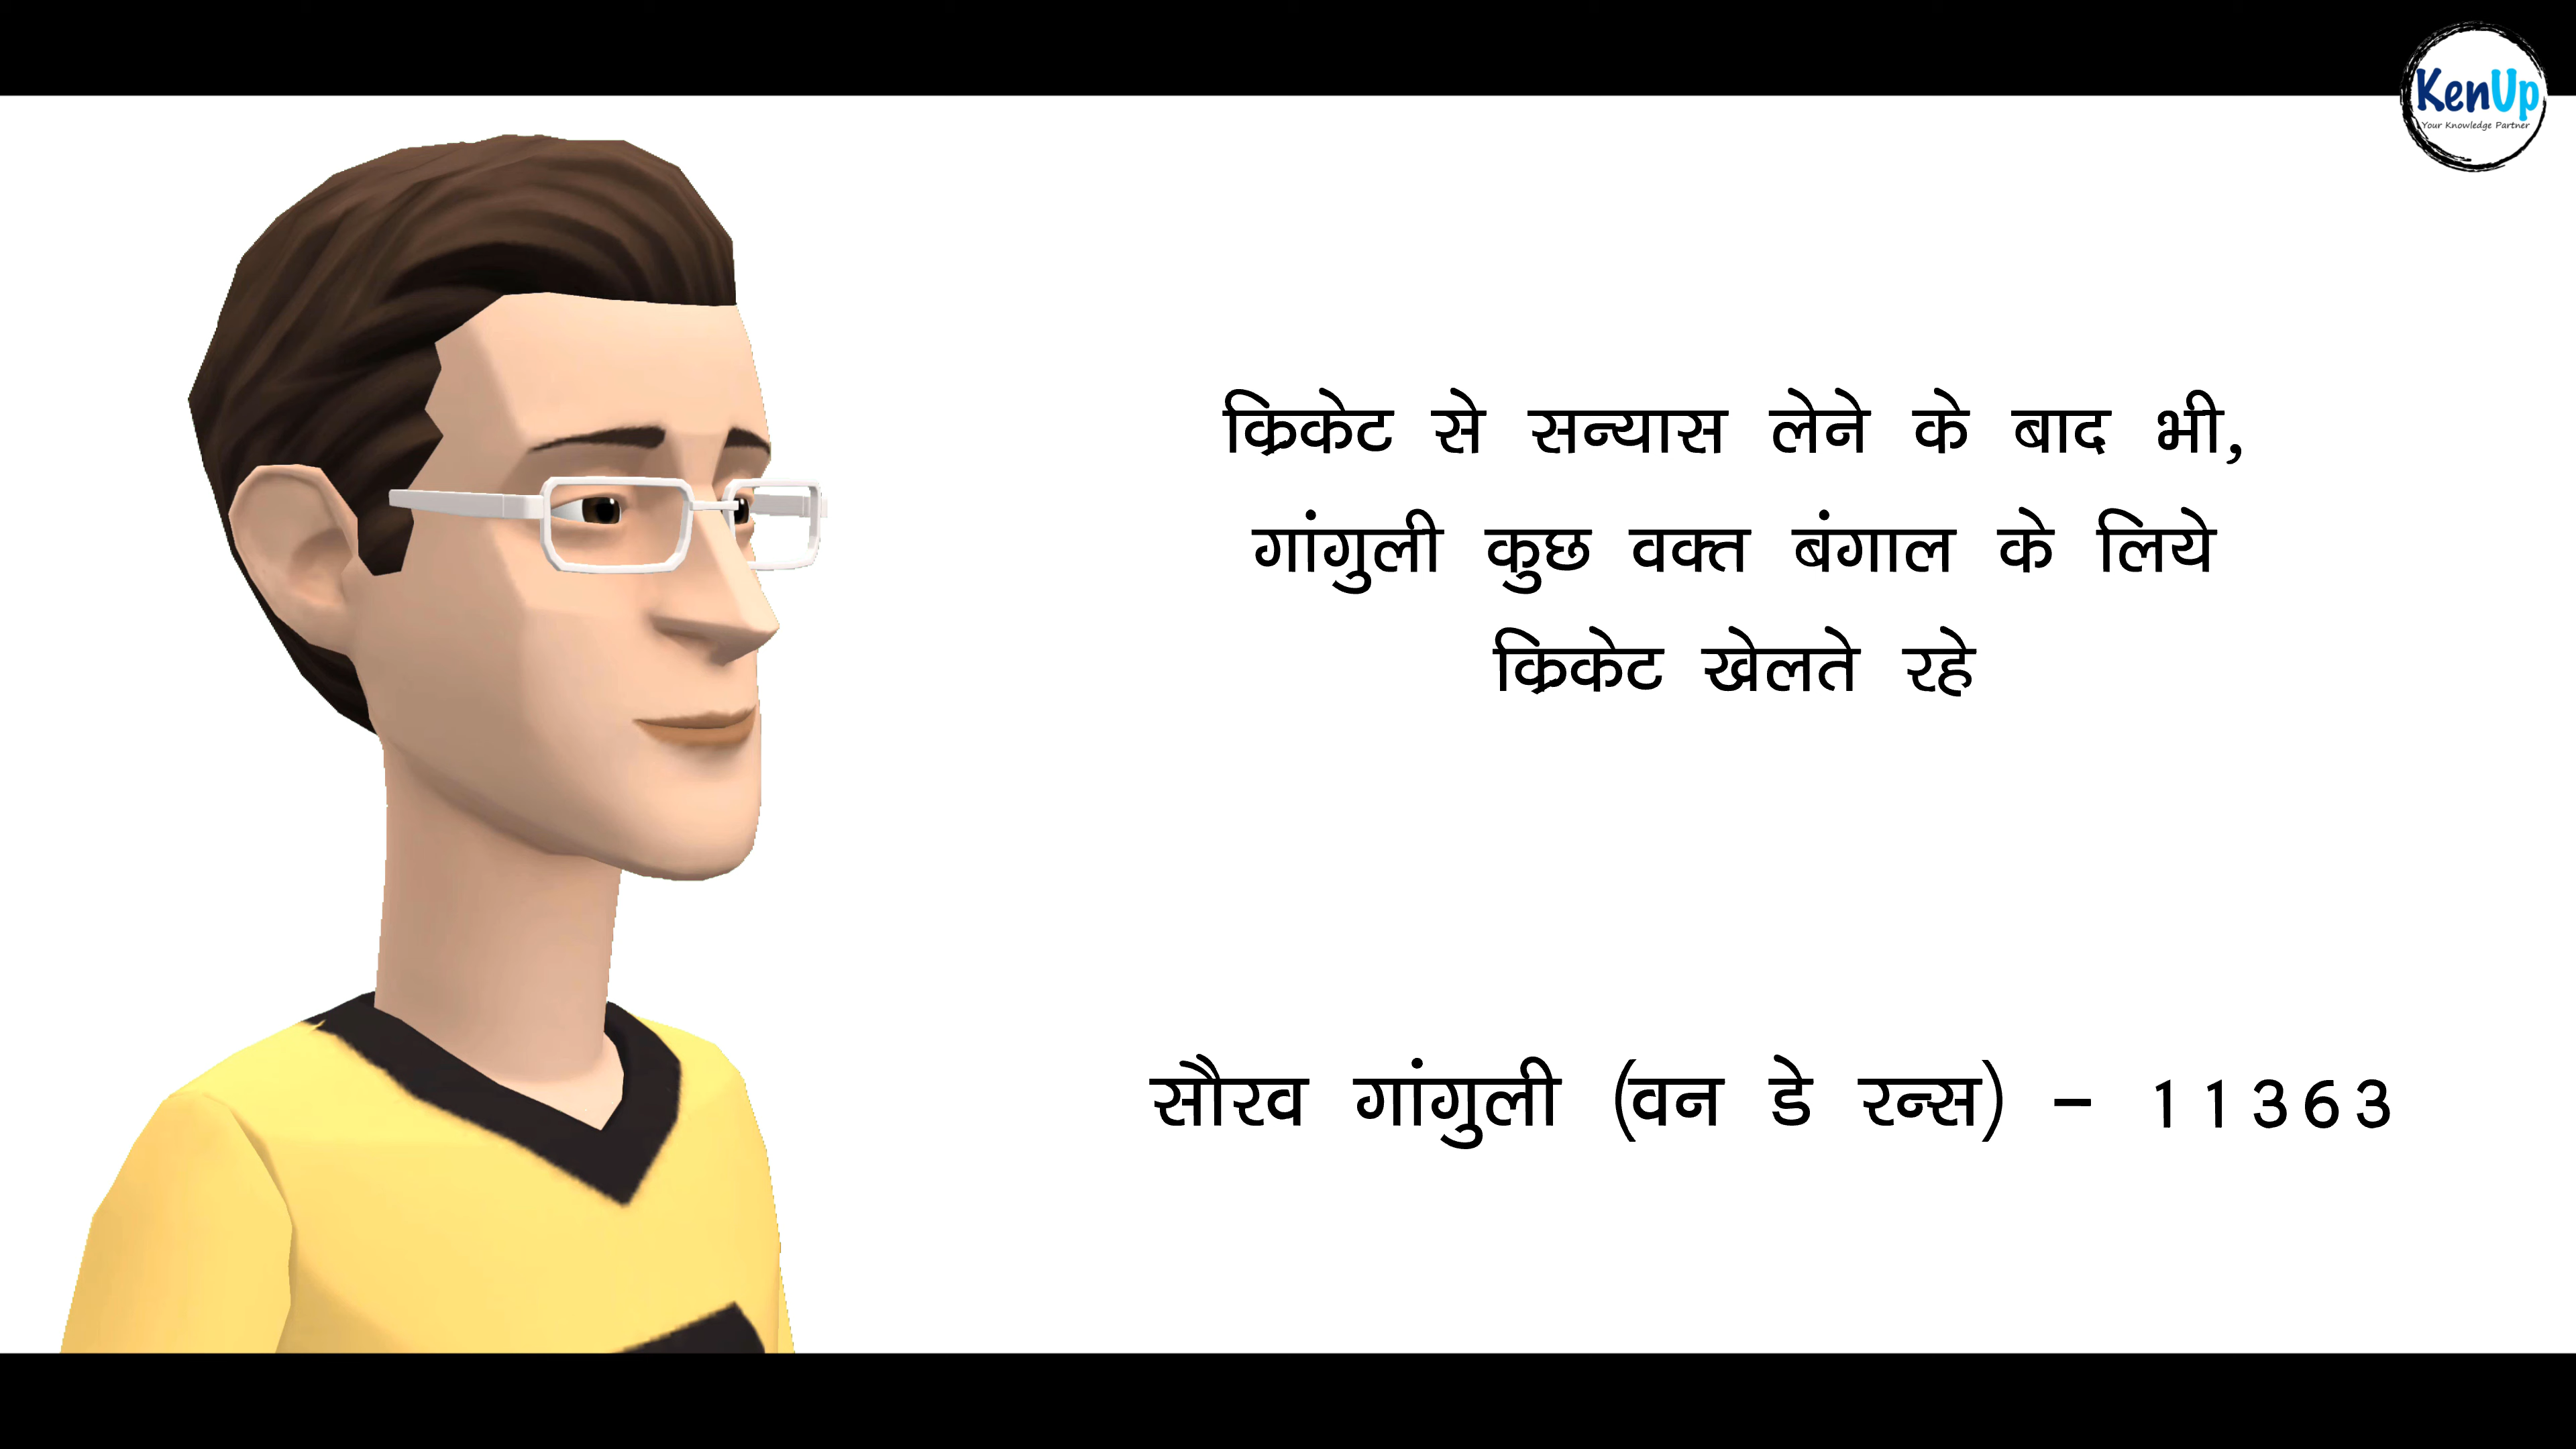 KenUp
Your Knowledge Partner
क्रिकेट से सन्यास लेने के बाद भी,
गांगुली कुछ वक्त बंगाल के लिये
क्रिकेट खेलते रहे
सौरव गांगुली (वन डे रन्स) - 11363